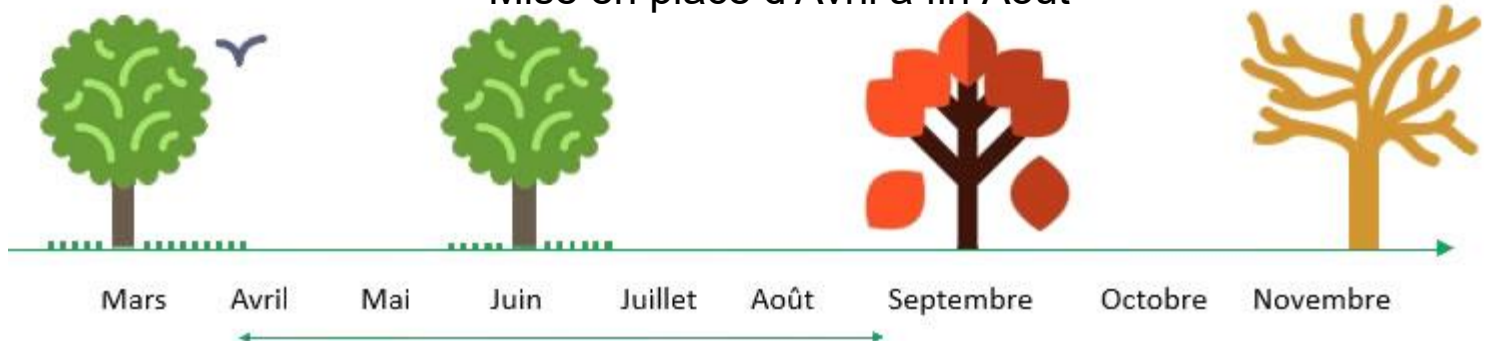 Mise en place d'Avril à fin Août
Mars Avril Mai Juin Juillet Août Septembre Octobre Novembre